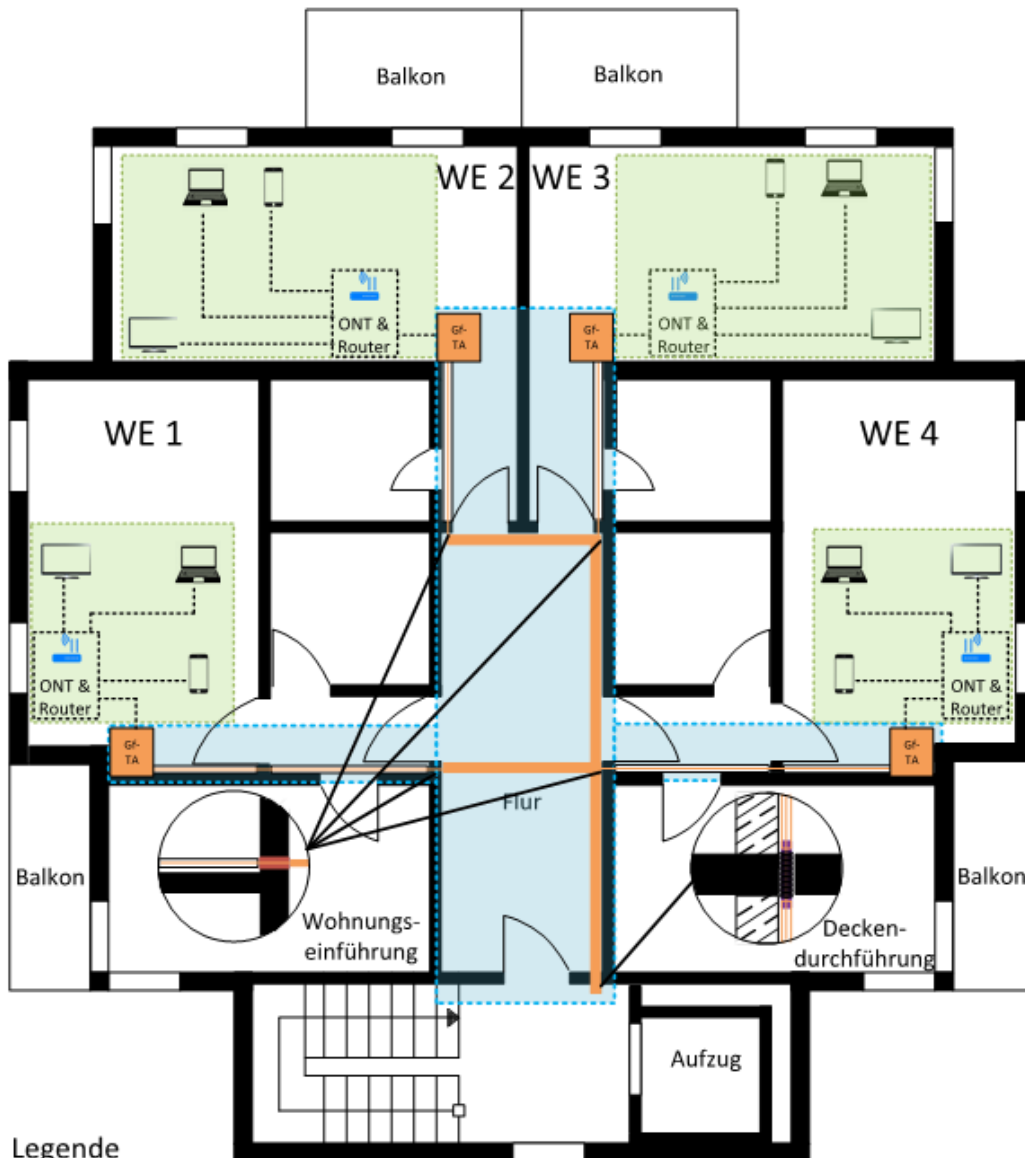 Balkon
Balkon
WE 2
WE 3
ONT &
Router
Gf-
TA
Gf-
TA
ONT &
Router
WE 1
WE 4
ONT &
Router
Gf-
TA
ONT &
Router
Gf-
TA
Flur
Balkon
Wohnungs-
einführung
Decken-
durchführung
Balkon
Aufzug
Legende